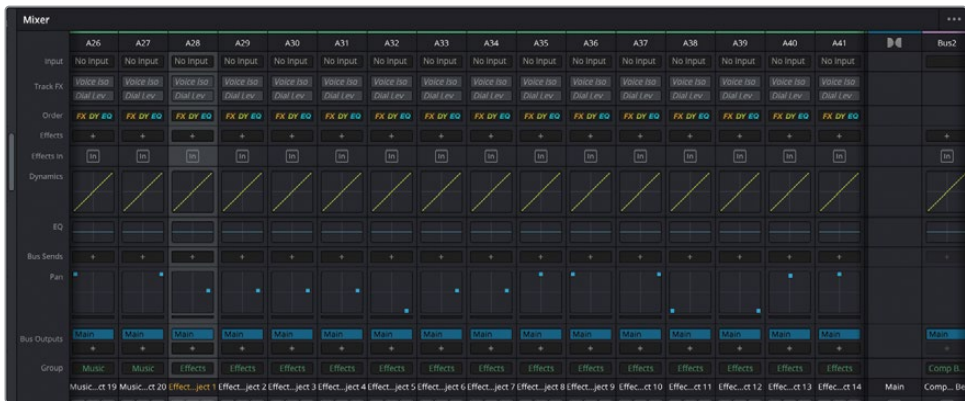 Mixer
A26 A27 A28 A29 A30 A31 A32 A33 A34 A35 A36 A37 A38 A39 A40 A41 Bus2
Input No Input No Input No Input No Input No Input No Input No Input No Input No Input No Input No Input No Input No Input No Input No Input No Input
Track FX Voice Iso Voice Iso Voice Iso Voice Iso Voice Iso Voice Iso Voice Iso Voice Iso Voice Iso Voice Iso Voice Iso Voice Iso Voice Iso Voice Iso Voice Iso Voice Iso
Dial Lev Dial Lev Dial Lev Dial Lev Dial Lev Dial Lev Dial Lev Dial Lev Dial Lev Dial Lev Dial Lev Dial Lev Dial Lev Dial Lev Dial Lev Dial Lev
Order FX DY EQ FX DY EQ FX DY EQ FX DY EQ FX DY EQ FX DY EQ FX DY EQ FX DY EQ FX DY EQ FX DY EQ FX DY EQ FX DY EQ FX DY EQ FX DY EQ FX DY EQ FX DY EQ FX DY EQ
Effects + + + + + + + + + + + + + + + + +
Effects In In In In In In In In In In In In In In In In In In
Dynamics
EQ
Bus Sends + + + + + + + + + + + + + + + + +
Pan
Bus Outputs Main Main Main Main Main Main Main Main Main Main Main Main Main Main Main Main Main
+ + + + + + + + + + + + + + + + +
Group Music Music Effects Effects Effects Effects Effects Effects Effects Effects Effects Effects Effects Effects Effects Effects Comp B...
Music...ct 19 Music...ct 20 Effect...ject 1 Effect...ject 2 Effect...ject 3 Effect...ject 4 Effect...ject 5 Effect...ject 6 Effect...ject 7 Effect...ject 8 Effect...ject 9 Effec...ct 10 Effec...ct 11 Effec...ct 12 Effec...ct 13 Effec...ct 14 Main Comp... Be